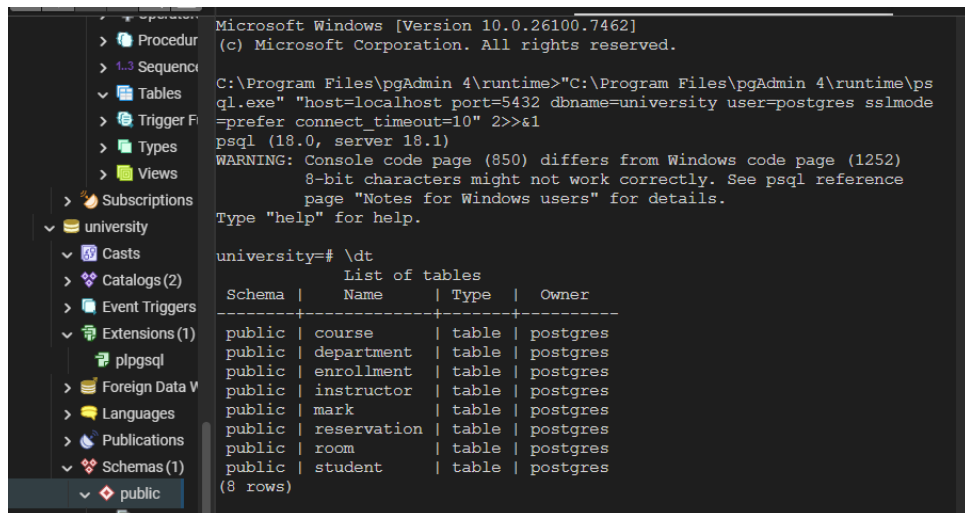 Procedur
1..3 Sequence
Tables
Trigger F
Types
Views
Subscriptions
university
Casts
Catalogs (2)
Event Triggers
Extensions (1)
plpgsql
Foreign Data W
Languages
Publications
Schemas (1)
public
Microsoft Windows [Version 10.0.26100.7462]
(c) Microsoft Corporation. All rights reserved.
C:\Program Files\pgAdmin 4\runtime>"C:\Program Files\pgAdmin 4\runtime\ps
ql.exe" "host=localhost port=5432 dbname=university user=postgres sslmode
=prefer connect_timeout=10" 2>>&1
psql (18.0, server 18.1)
WARNING: Console code page (850) differs from Windows code page (1252)
8-bit characters might not work correctly. See psql reference
page "Notes for Windows users" for details.
Type "help" for help.
university=# \dt
List of tables
Schema | Name | Type | Owner
--------+-------------+-------+----------
public | course | table | postgres
public | department | table | postgres
public | enrollment | table | postgres
public | instructor | table | postgres
public | mark | table | postgres
public | reservation | table | postgres
public | room | table | postgres
public | student | table | postgres
(8 rows)